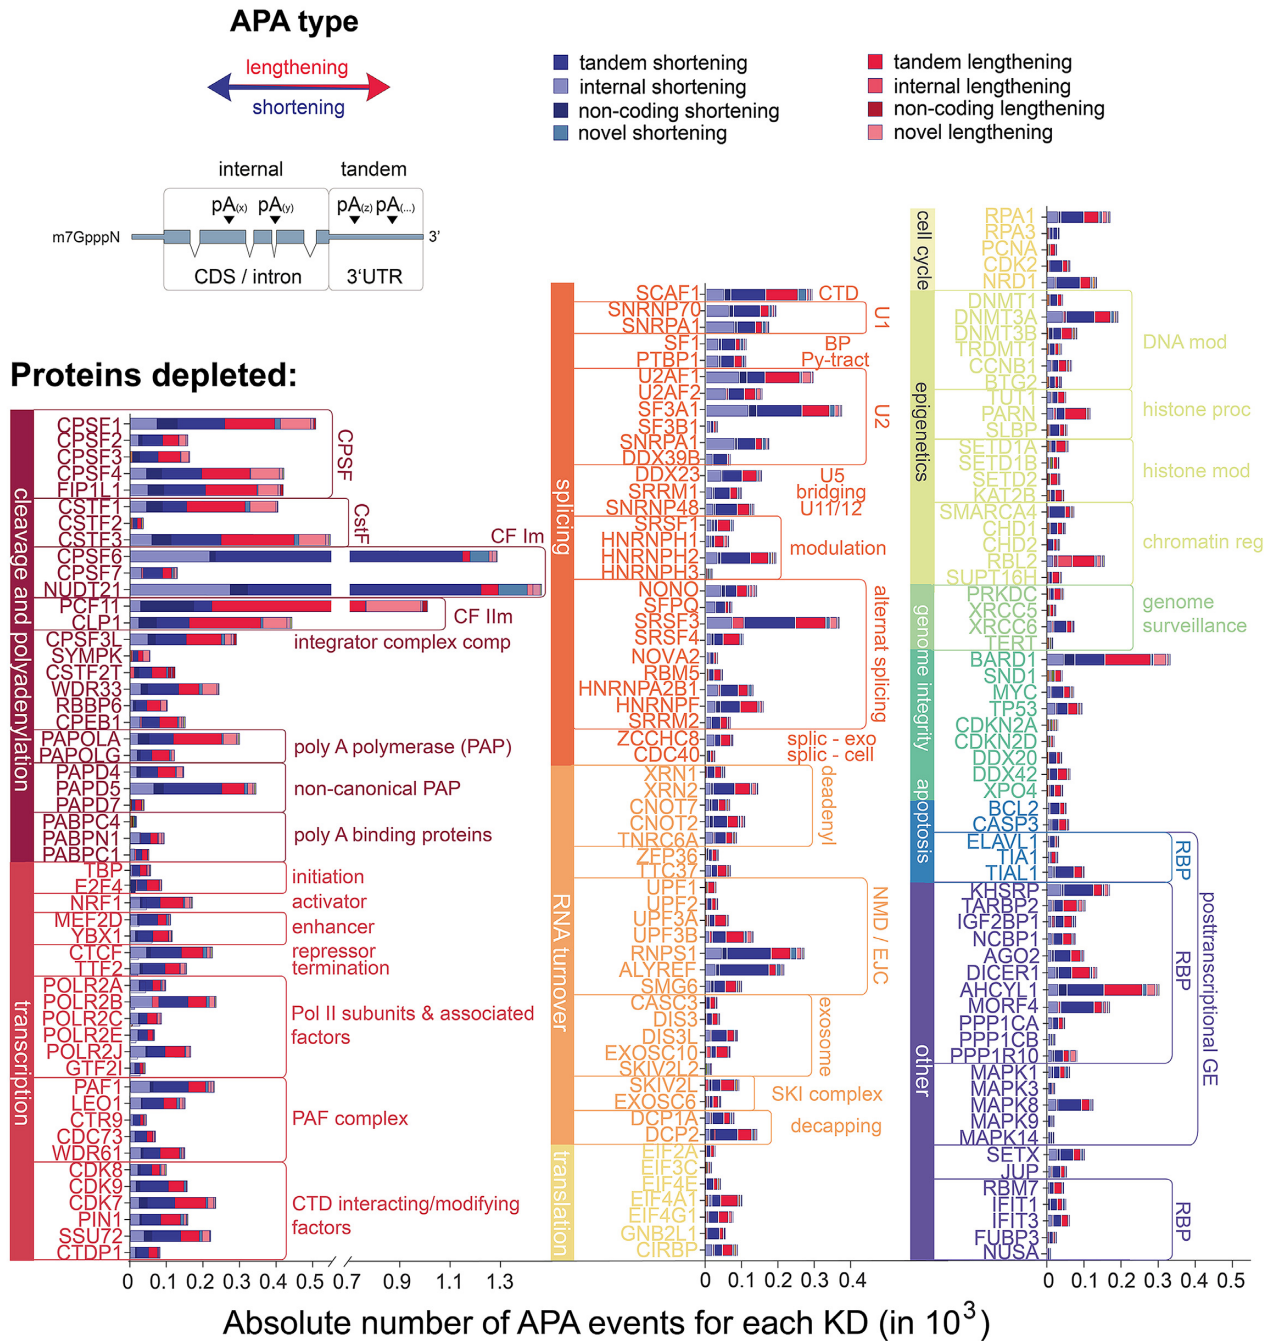 APA type
lengthening
shortening
tandem shortening
internal shortening
non-coding shortening
novel shortening
tandem lengthening
internal lengthening
non-coding lengthening
novel lengthening
internal
tandem
pA(x) pA(y) pA(z) pA(...)
m7GpppN
3'
CDS / intron
3'UTR
Proteins depleted:
cleavage and polyadenylation
CPSF1
CPSF2
CPSF3
CPSF4
FIP1L1
CPSF
CSTF1
CSTF2
CSTF3
CstF
CPSF6
CPSF7
NUDT21
CF Im
PCF11
CLP1
CF IIm
CPSF3L
integrator complex comp
SYMPK
CSTF2T
WDR33
RBBP6
CPEB1
PAPOLA
PAPOLG
poly A polymerase (PAP)
PAPD4
PAPD5
PAPD7
non-canonical PAP
PABPC4
PABPN1
PABPC1
poly A binding proteins
transcription
TBP
E2F4
initiation
NRF1
activator
MEF2D
YBX1
enhancer
CTCF
repressor
TTF2
termination
POLR2A
POLR2B
POLR2C
POLR2E
POLR2J
GTF2I
Pol II subunits & associated
factors
PAF1
LEO1
CTR9
CDC73
WDR61
PAF complex
CDK8
CDK9
CDK7
PIN1
SSU72
CTDP1
CTD interacting/modifying
factors
0 0.1 0.2 0.3 0.4 0.5 0.7 0.9 1.1 1.3
splicing
SCAF1
CTD
SNRNP70
SNRPA1
U1
SF1
BP
PTBP1
Py-tract
U2AF1
U2AF2
SF3A1
SF3B1
SNRPA1
DDX39B
U2
DDX23
U5
SRRM1
bridging
SNRNP48
U11/12
SRSF1
HNRNPH1
HNRNPH2
HNRNPH3
modulation
NONO
SFPQ
SRSF3
SRSF4
NOVA2
RBM5
HNRNPA2B1
HNRNPF
SRRM2
alternat splicing
ZCCHC8
splic - exo
CDC40
splic - cell
RNA turnover
XRN1
XRN2
CNOT7
CNOT2
TNRC6A
deadenyl
ZFP36
TTC37
UPF1
UPF2
UPF3A
UPF3B
RNPS1
ALYREF
SMG6
NMD / EJC
CASC3
DIS3
DIS3L
EXOSC10
SKIV2L2
exosome
SKIV2L
EXOSC6
SKI complex
DCP1A
DCP2
decapping
translation
EIF2A
EIF3C
EIF4E
EIF4A1
EIF4G1
GNB2L1
CIRBP
0 0.1 0.2 0.3 0.4
cell cycle
RPA1
RPA3
PCNA
CDK2
NRD1
epigenetics
DNMT1
DNMT3A
DNMT3B
TRDMT1
CCNB1
BTG2
DNA mod
TUT1
PARN
SLBP
histone proc
SETD1A
SETD1B
SETD2
KAT2B
histone mod
SMARCA4
CHD1
CHD2
RBL2
SUPT16H
chromatin reg
genome integrity
PRKDC
XRCC5
XRCC6
TERT
genome
surveillance
BARD1
SND1
MYC
TP53
CDKN2A
CDKN2D
DDX20
DDX42
XPO4
apoptosis
BCL2
CASP3
ELAVL1
TIA1
TIAL1
RBP
other
KHSRP
TARBP2
IGF2BP1
NCBP1
AGO2
DICER1
AHCYL1
MORF4
PPP1CA
PPP1CB
PPP1R10
RBP
posttranscriptional GE
MAPK1
MAPK3
MAPK8
MAPK9
MAPK14
SETX
JUP
RBM7
IFIT1
IFIT3
FUBP3
NUSA
RBP
0 0.1 0.2 0.3 0.4 0.5
Absolute number of APA events for each KD (in 10³)